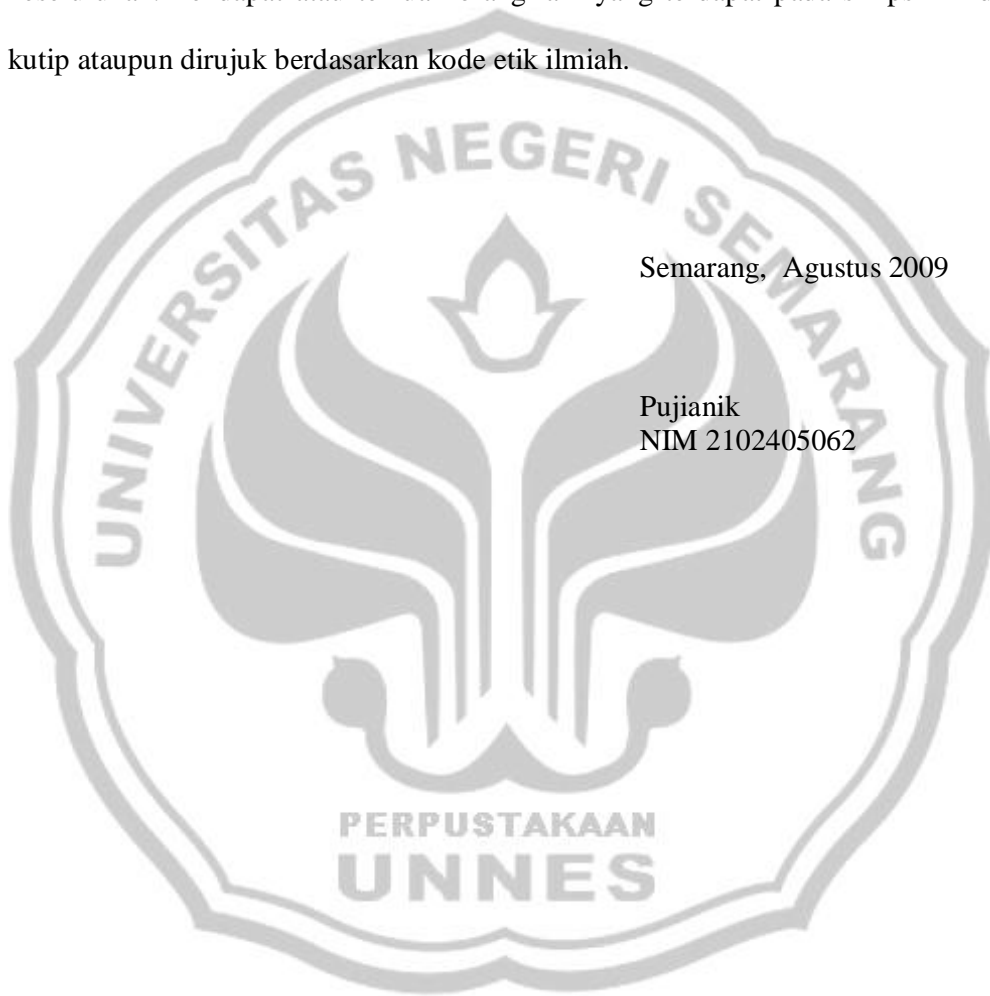 kutip ataupun dirujuk berdasarkan kode etik ilmiah.
UNIVERSITAS NEGERI SEMARANG
Semarang, Agustus 2009
Pujianik
NIM 2102405062
PERPUSTAKAAN
UNNES